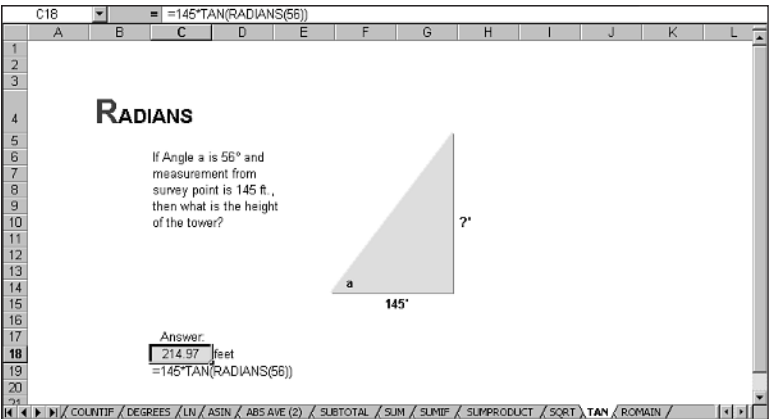 C18 = =145*TAN(RADIANS(56))
A B C D E F G H I J K L
1
2
3
4 RADIANS
5
6 If Angle a is 56° and
7 measurement from
8 survey point is 145 ft.,
9 then what is the height
10 of the tower? ?'
11
12
13
14 a
15 145'
16
17 Answer:
18 214.97 feet
19 =145*TAN(RADIANS(56))
20
21
COUNTIF / DEGREES / LN / ASIN / ABS AVE (2) / SUBTOTAL / SUM / SUMIF / SUMPRODUCT / SQRT \ TAN / ROMAIN /